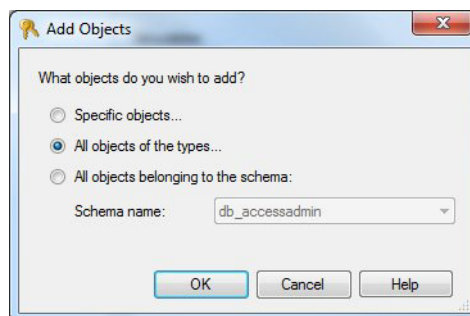 Add Objects
What objects do you wish to add?
Specific objects...
All objects of the types...
All objects belonging to the schema:
Schema name: db_accessadmin
OK Cancel Help